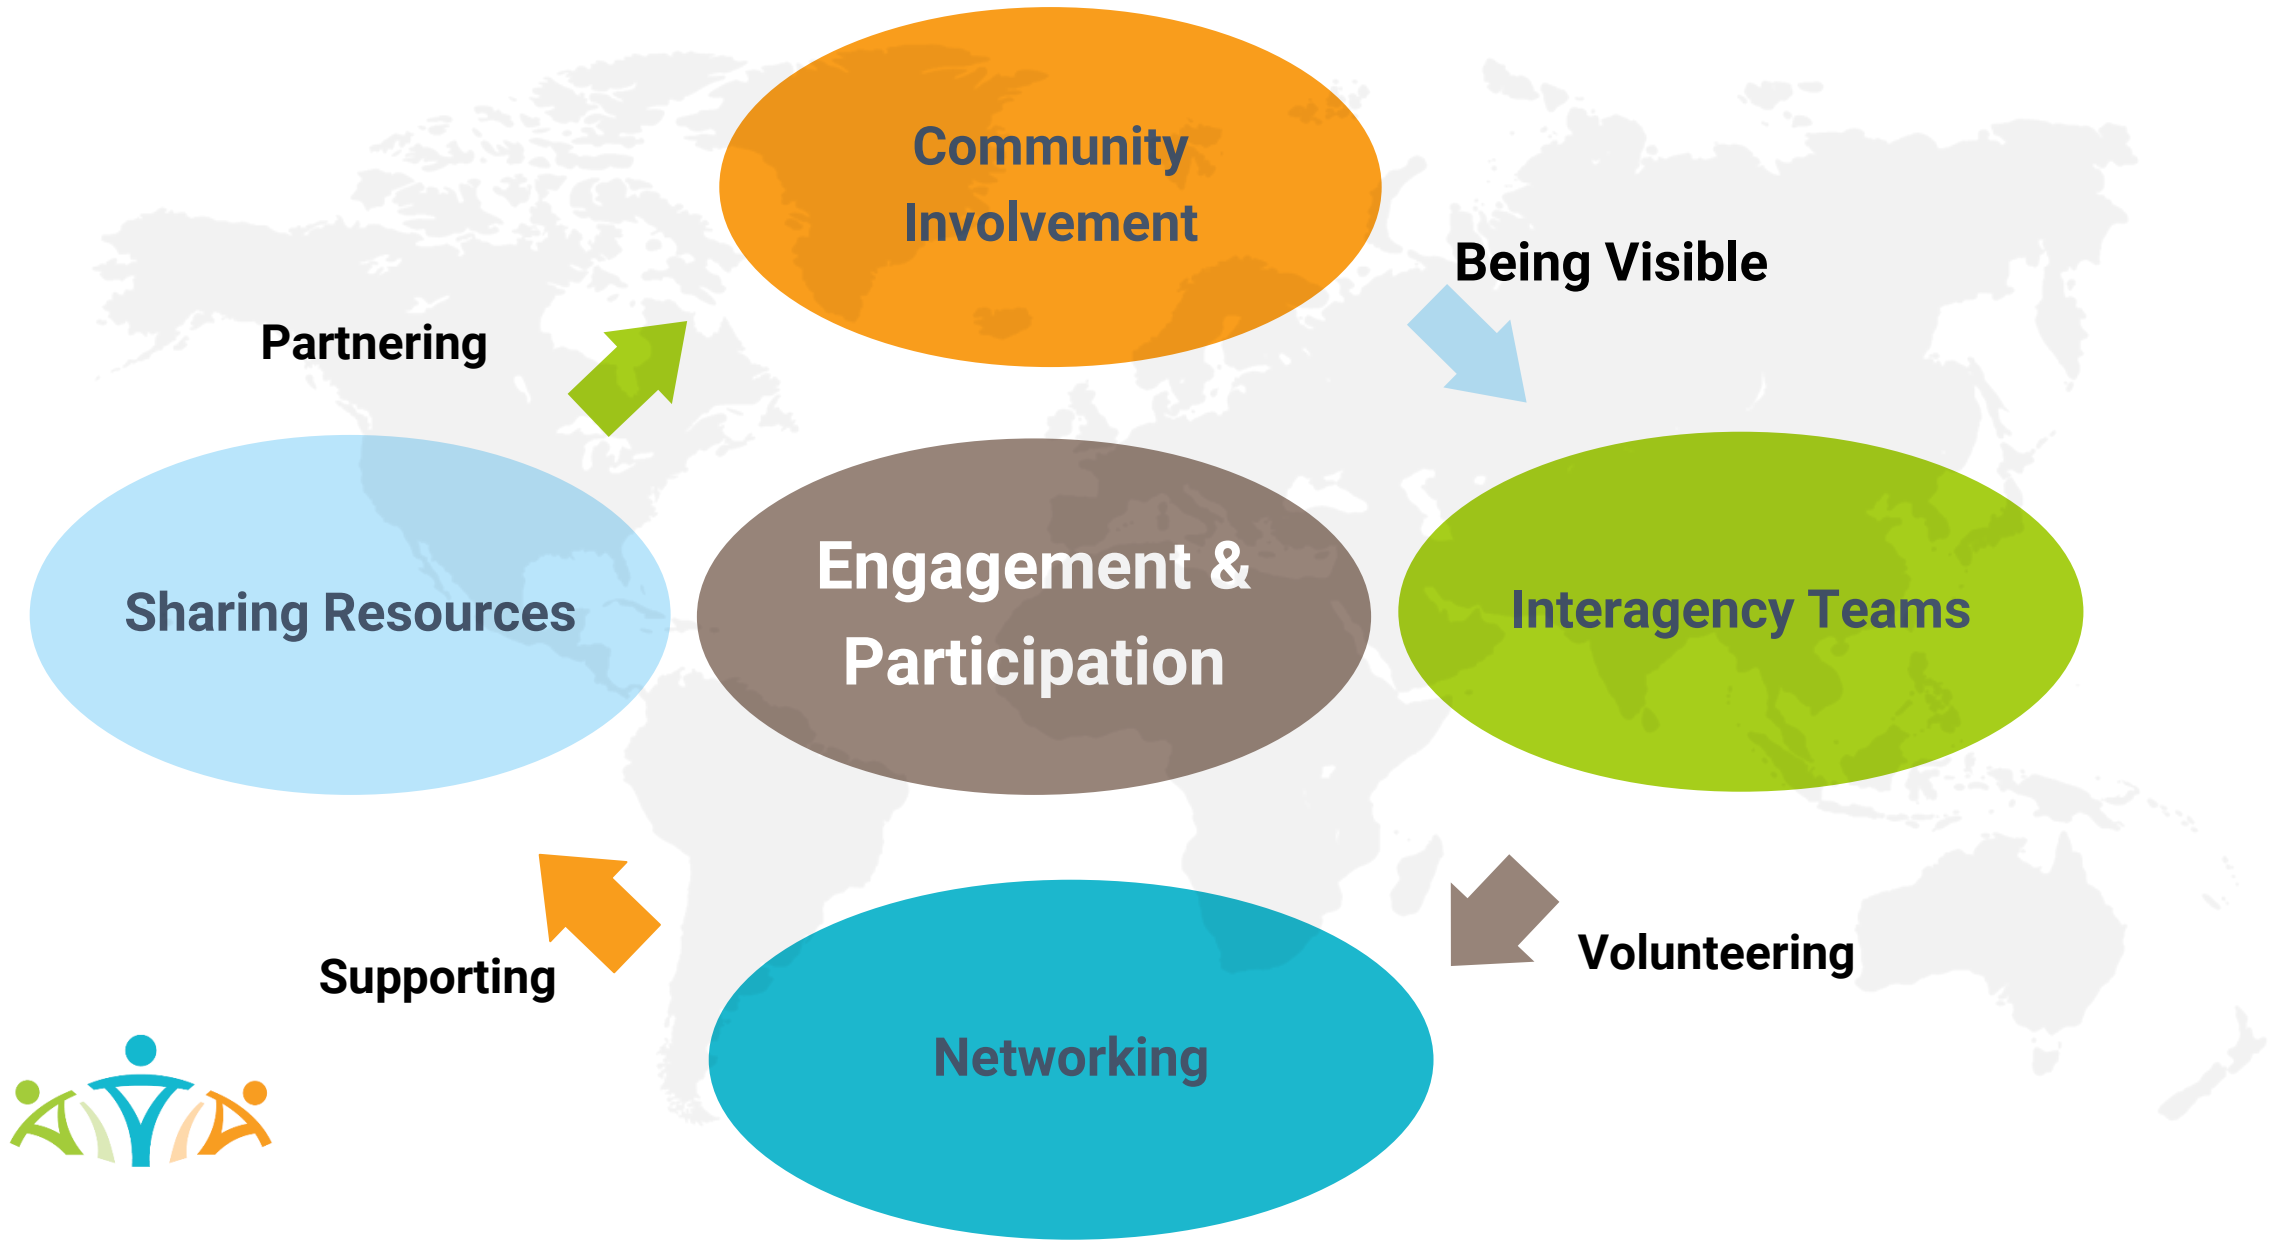 Community
Involvement
Being Visible
Partnering
Engagement &
Participation
Sharing Resources
Interagency Teams
Volunteering
Supporting
Networking